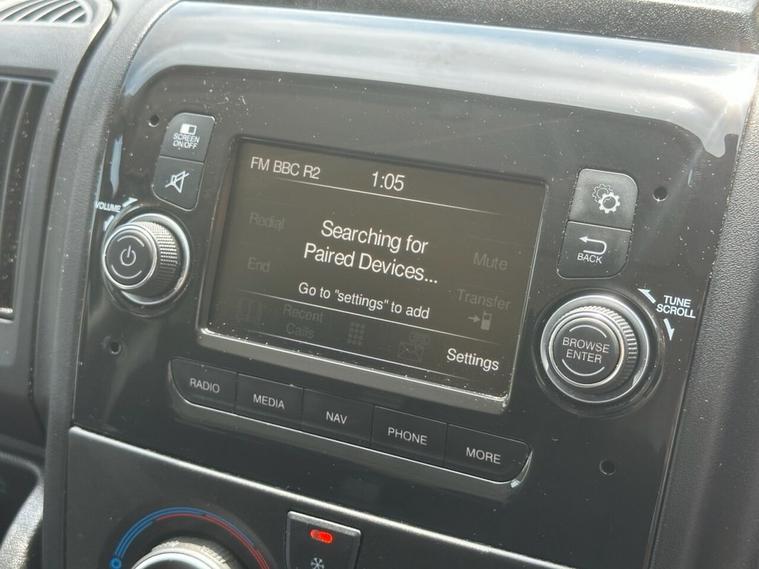 SCREEN
ON/OFF
VOLUME
FM BBC R2
1:05
Redial
Searching for
Paired Devices...
Mute
End
Go to "settings" to add
Transfer
Recent
Calls
Settings
BACK
TUNE
SCROLL
BROWSE
ENTER
RADIO
MEDIA
NAV
PHONE
MORE